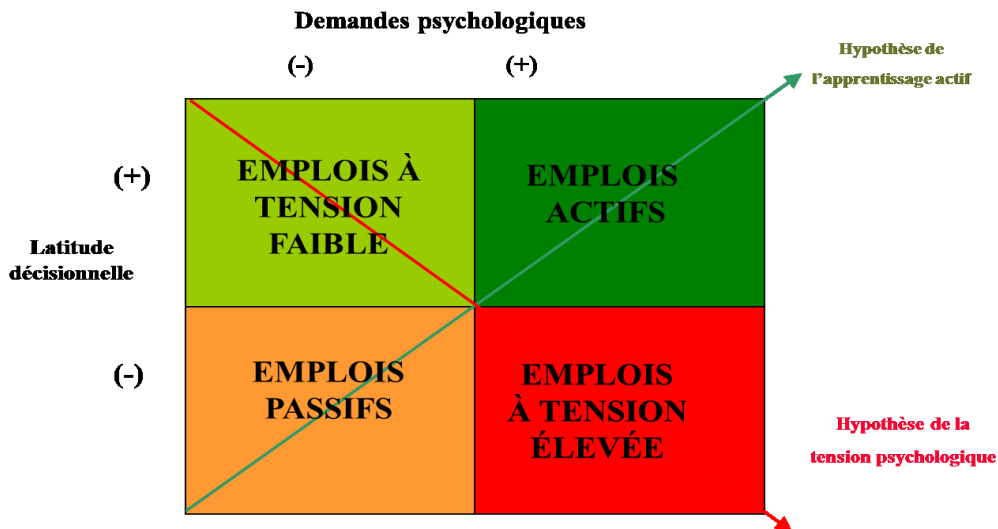 Demandes psychologiques
(-)
(+)
Hypothèse de
l'apprentissage actif
(+)
EMPLOIS À
TENSION
FAIBLE
EMPLOIS
ACTIFS
Latitude
décisionnelle
(-)
EMPLOIS
PASSIFS
EMPLOIS
À TENSION
ÉLEVÉE
Hypothèse de la
tension psychologique